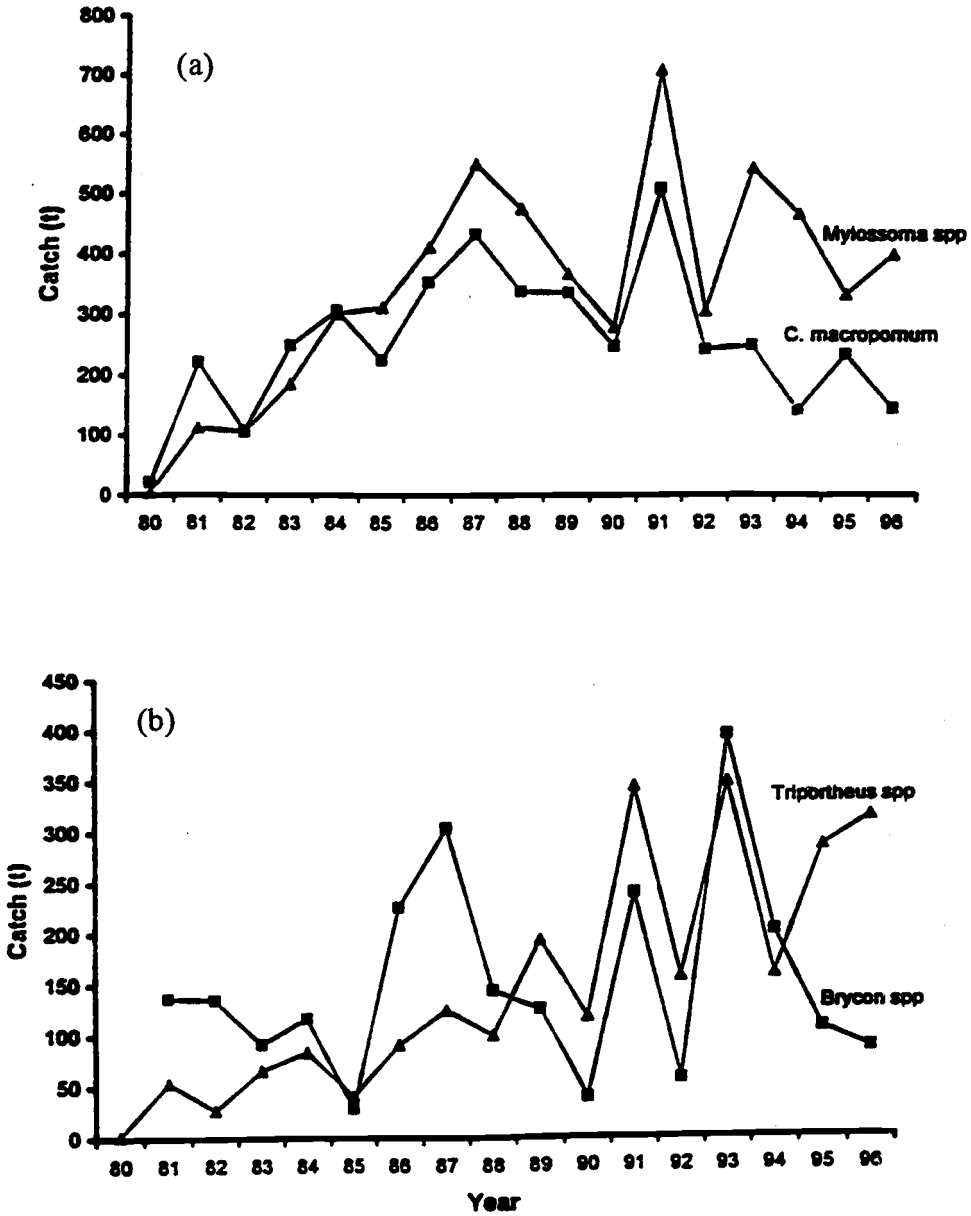 800
(a)
700
600
500
400
300
200
100
0
Catch (t)
Mylossoma spp
C. macropomum
80 81 82 83 84 85 86 87 88 89 90 91 92 93 94 95 96
450
(b)
400
350
300
250
200
150
100
50
0
Catch (t)
Triportheus spp
Brycon spp
80 81 82 83 84 85 86 87 88 89 90 91 92 93 94 95 96
Year